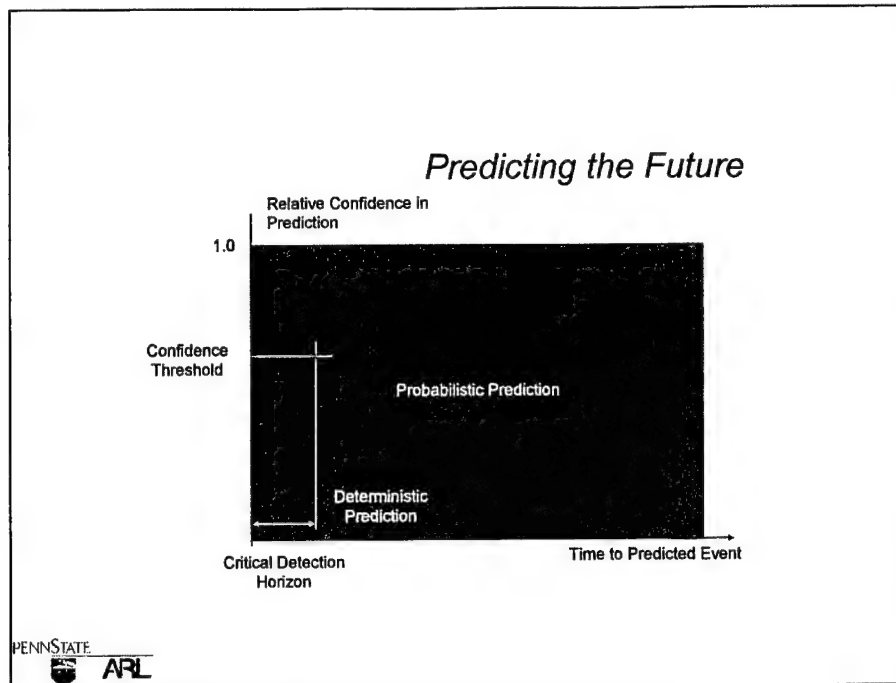 Predicting the Future
Relative Confidence in
Prediction
1.0
Confidence
Threshold
Probabilistic Prediction
Deterministic
Prediction
Critical Detection
Horizon
Time to Predicted Event
PENNSTATE
ARL